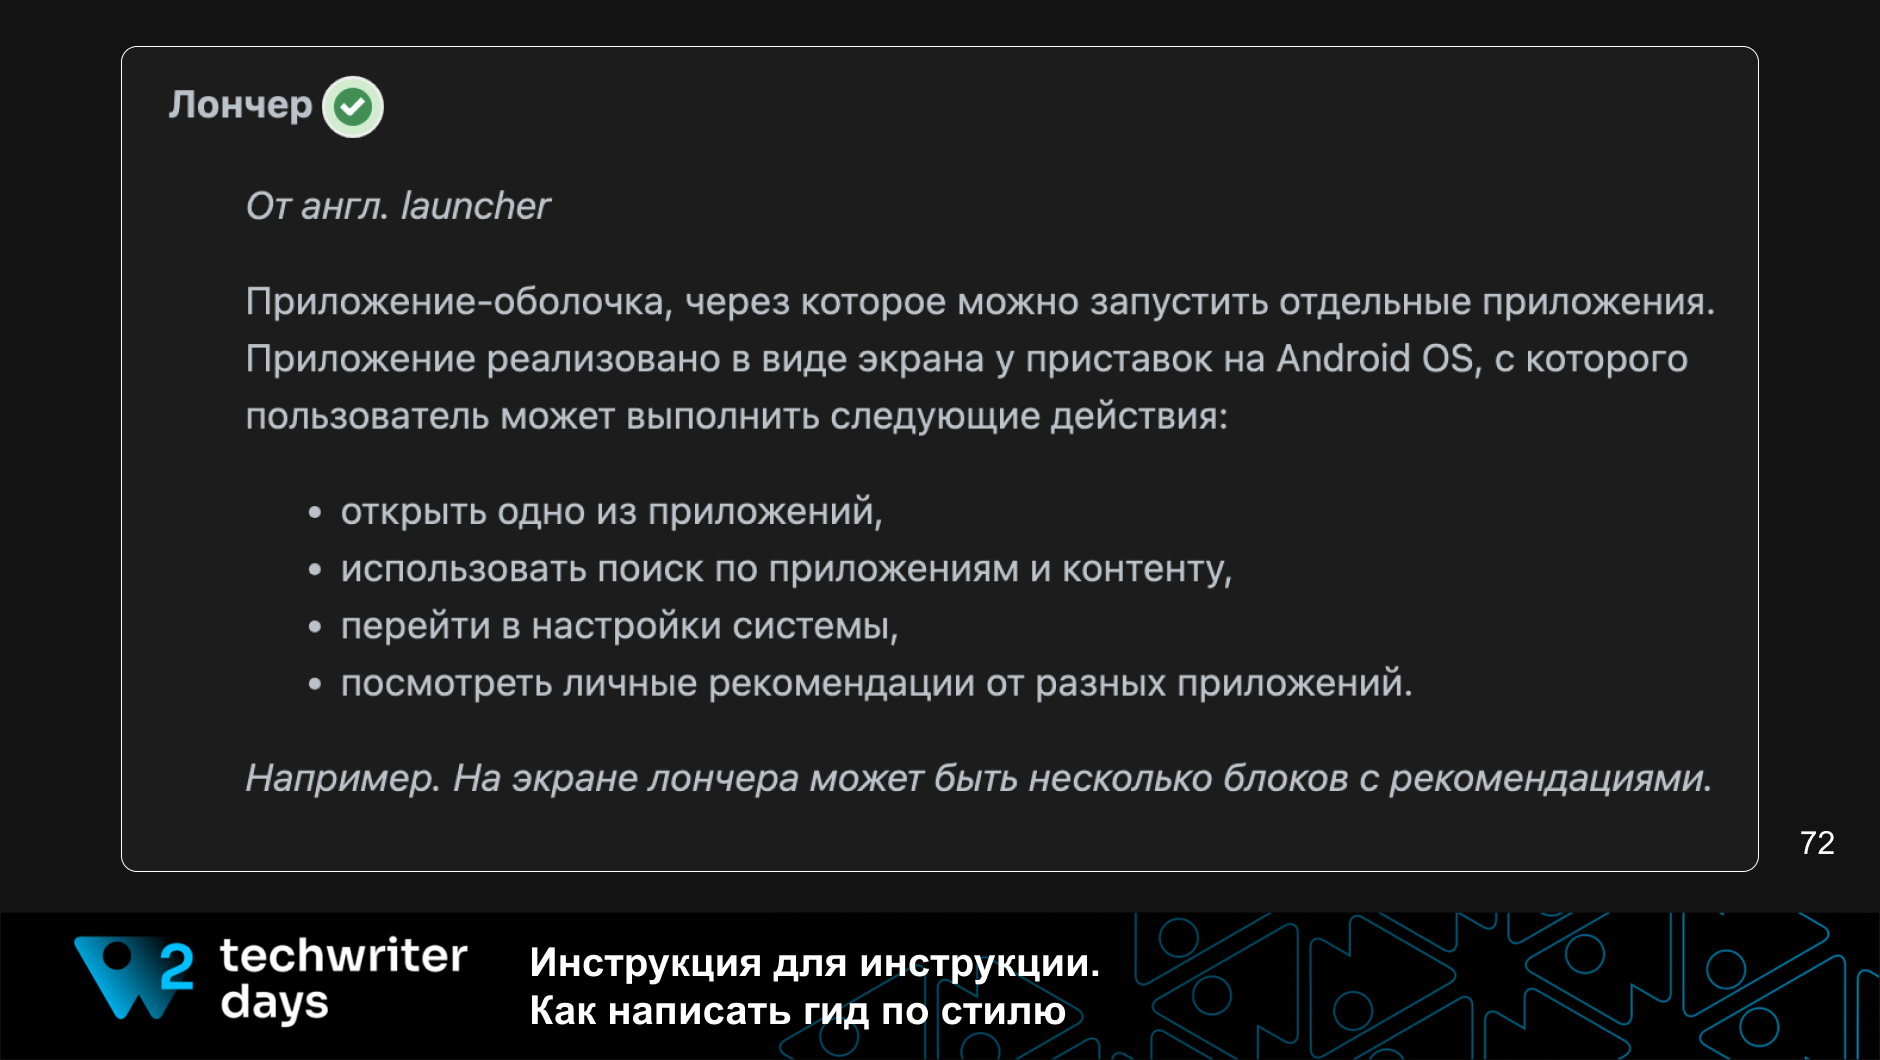 Лончер
От англ. launcher
Приложение-оболочка, через которое можно запустить отдельные приложения.
Приложение реализовано в виде экрана у приставок на Android OS, с которого
пользователь может выполнить следующие действия:
• открыть одно из приложений,
• использовать поиск по приложениям и контенту,
• перейти в настройки системы,
• посмотреть личные рекомендации от разных приложений.
Например. На экране лончера может быть несколько блоков с рекомендациями.
72
2
techwriter
days
Инструкция для инструкции.
Как написать гид по стилю